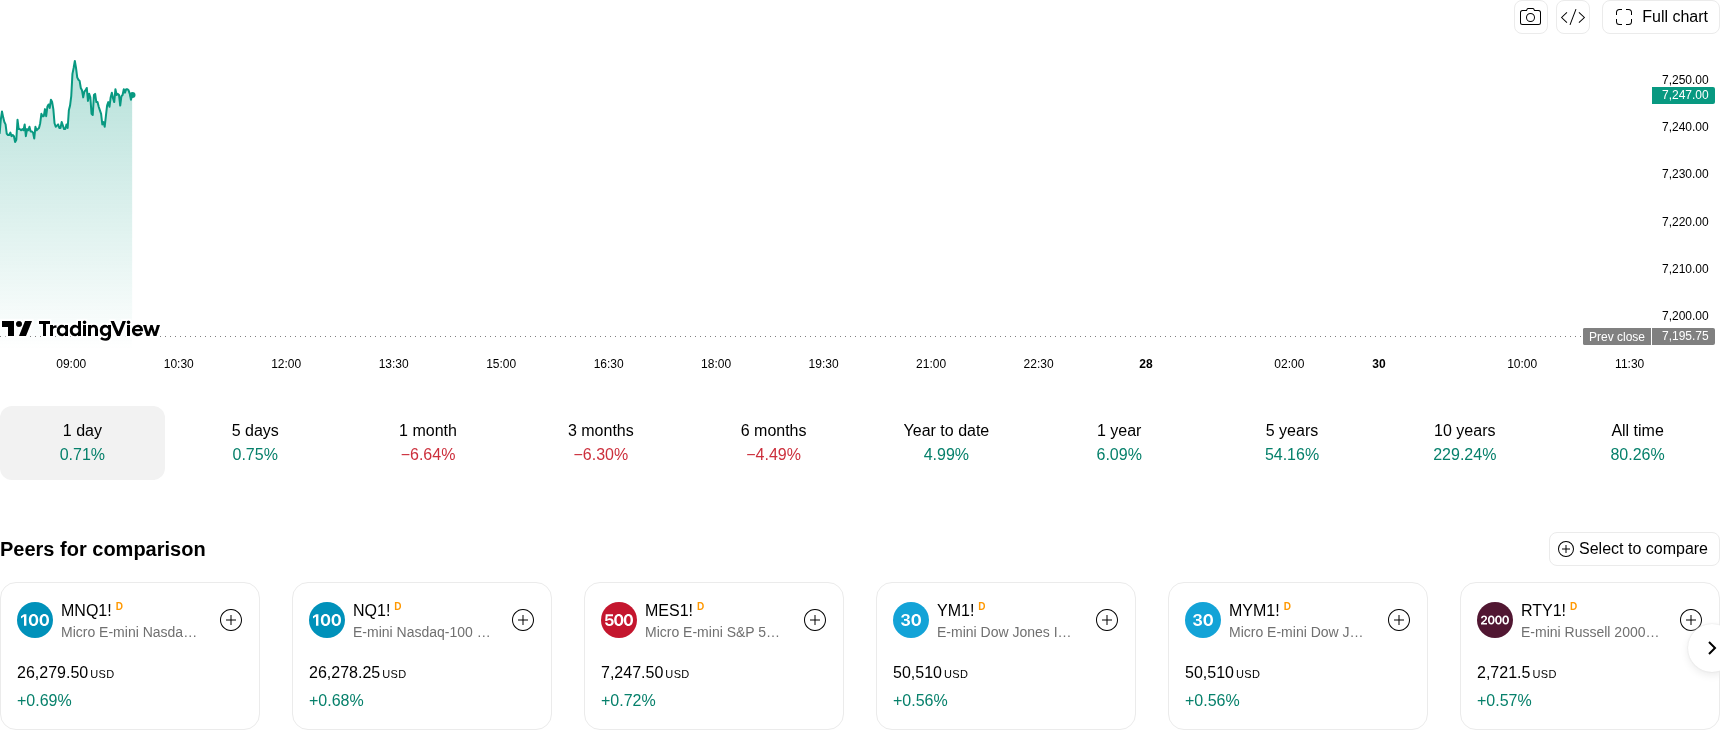 Full chart
7,250.00
7,247.00
7,240.00
7,230.00
7,220.00
7,210.00
7,200.00
TradingView
Prev close 7,195.75
09:00 10:30 12:00 13:30 15:00 16:30 18:00 19:30 21:00 22:30 28 02:00 30 10:00 11:30
1 day 5 days 1 month 3 months 6 months Year to date 1 year 5 years 10 years All time
0.71% 0.75% −6.64% −6.30% −4.49% 4.99% 6.09% 54.16% 229.24% 80.26%
Peers for comparison
Select to compare
100 MNQ1! D
Micro E-mini Nasda…
26,279.50 USD
+0.69%
100 NQ1! D
E-mini Nasdaq-100 …
26,278.25 USD
+0.68%
500 MES1! D
Micro E-mini S&P 5…
7,247.50 USD
+0.72%
30 YM1! D
E-mini Dow Jones I…
50,510 USD
+0.56%
30 MYM1! D
Micro E-mini Dow J…
50,510 USD
+0.56%
2000 RTY1! D
E-mini Russell 2000…
2,721.5 USD
+0.57%